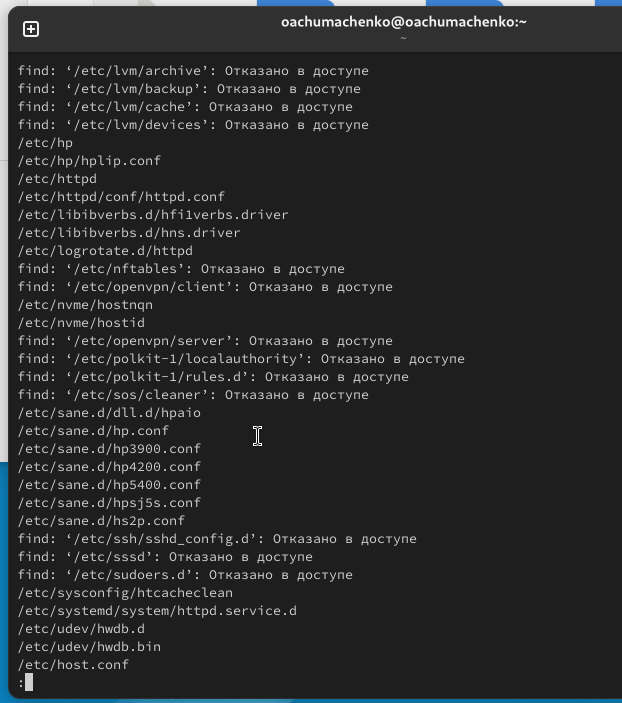 oachumachenko@oachumachenko:~
~
find: ‘/etc/lvm/archive’: Отказано в доступе
find: ‘/etc/lvm/backup’: Отказано в доступе
find: ‘/etc/lvm/cache’: Отказано в доступе
find: ‘/etc/lvm/devices’: Отказано в доступе
/etc/hp
/etc/hp/hplip.conf
/etc/httpd
/etc/httpd/conf/httpd.conf
/etc/libibverbs.d/hfi1verbs.driver
/etc/libibverbs.d/hns.driver
/etc/logrotate.d/httpd
find: ‘/etc/nftables’: Отказано в доступе
find: ‘/etc/openvpn/client’: Отказано в доступе
/etc/nvme/hostnqn
/etc/nvme/hostid
find: ‘/etc/openvpn/server’: Отказано в доступе
find: ‘/etc/polkit-1/localauthority’: Отказано в доступе
find: ‘/etc/polkit-1/rules.d’: Отказано в доступе
find: ‘/etc/sos/cleaner’: Отказано в доступе
/etc/sane.d/dll.d/hpaio
/etc/sane.d/hp.conf
/etc/sane.d/hp3900.conf
/etc/sane.d/hp4200.conf
/etc/sane.d/hp5400.conf
/etc/sane.d/hpsj5s.conf
/etc/sane.d/hs2p.conf
find: ‘/etc/ssh/sshd_config.d’: Отказано в доступе
find: ‘/etc/sssd’: Отказано в доступе
find: ‘/etc/sudoers.d’: Отказано в доступе
/etc/sysconfig/htcacheclean
/etc/systemd/system/httpd.service.d
/etc/udev/hwdb.d
/etc/udev/hwdb.bin
/etc/host.conf
: